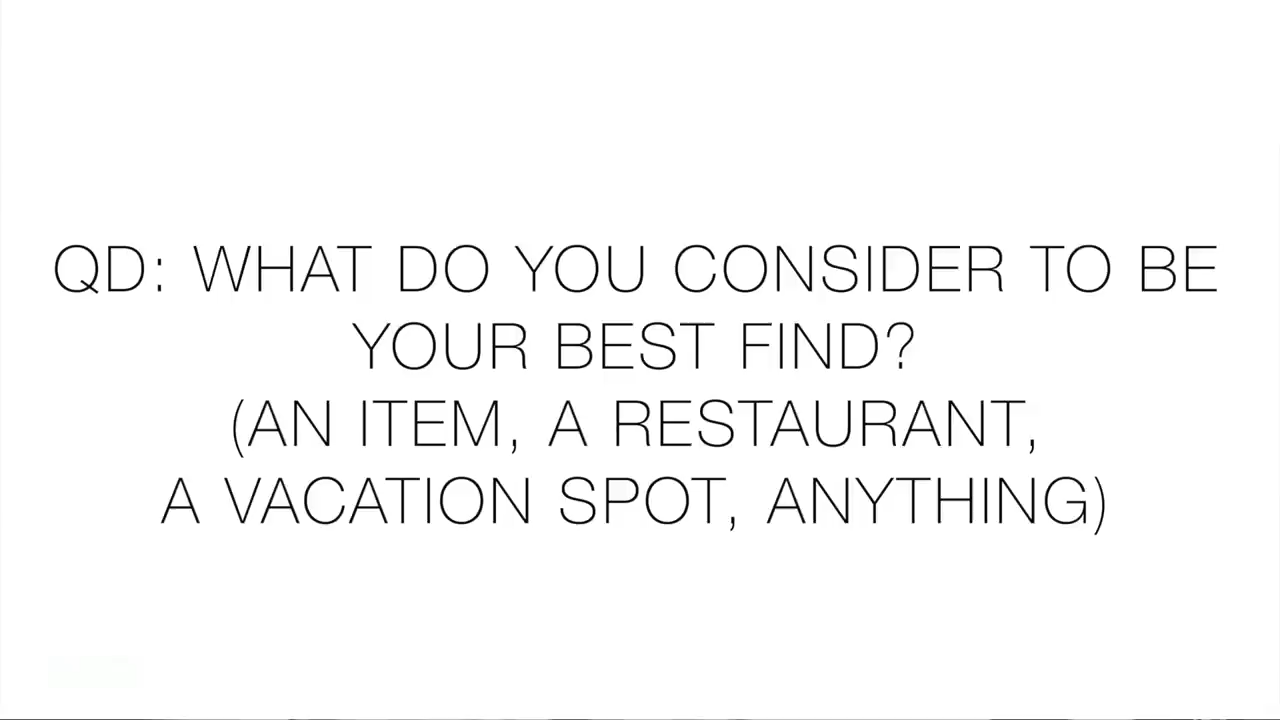 QD: WHAT DO YOU CONSIDER TO BE
YOUR BEST FIND?
(AN ITEM, A RESTAURANT,
A VACATION SPOT, ANYTHING)